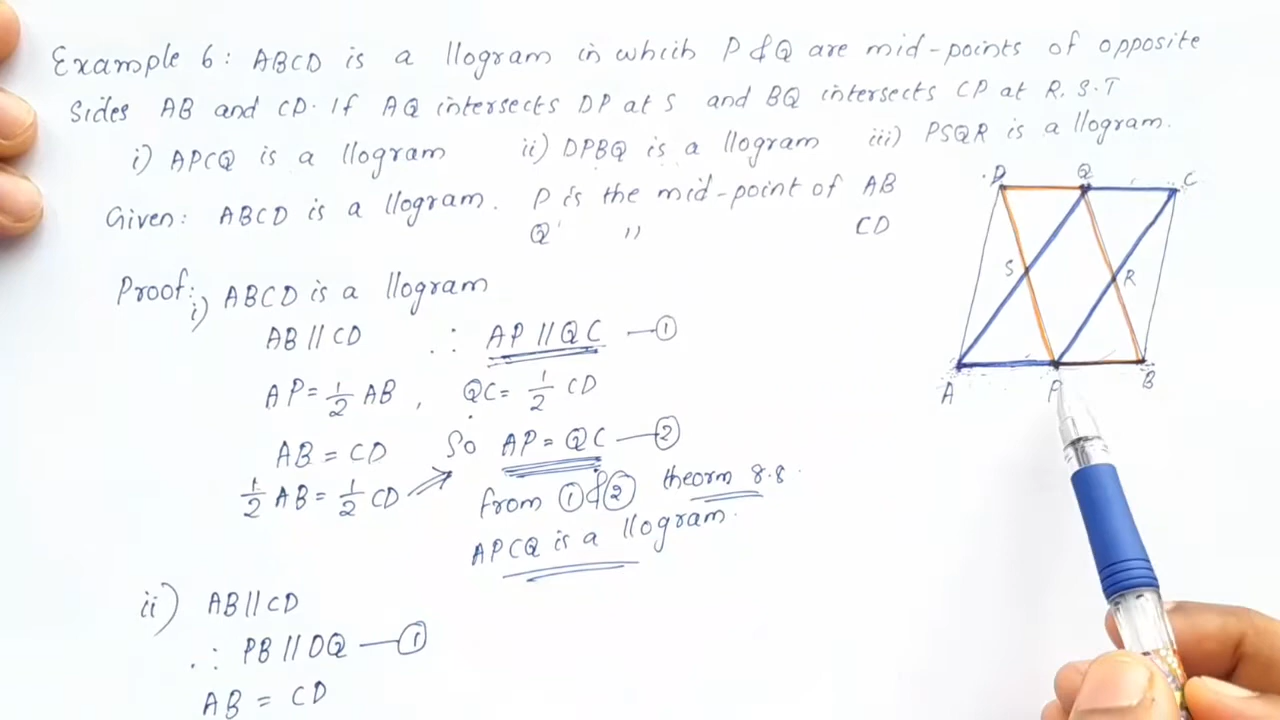 Example 6: ABCD is a llogram in which P & Q are mid-points of opposite
sides AB and CD. If AQ intersects DP at S and BQ intersects CP at R. S.T
i) APCQ is a llogram ii) DPBQ is a llogram iii) PSQR is a llogram.
Given: ABCD is a llogram. P is the mid-point of AB
Q " CD
Proof: i) ABCD is a llogram
AB // CD ∴ AP // QC — ①
AP = 1/2 AB , QC = 1/2 CD
AB = CD So AP = QC — ②
1/2 AB = 1/2 CD ⇒ from ① & ② theorm 8.8.
APCQ is a llogram.
ii) AB // CD
∴ PB // DQ — ①
AB = CD
D Q C
S R
A P B